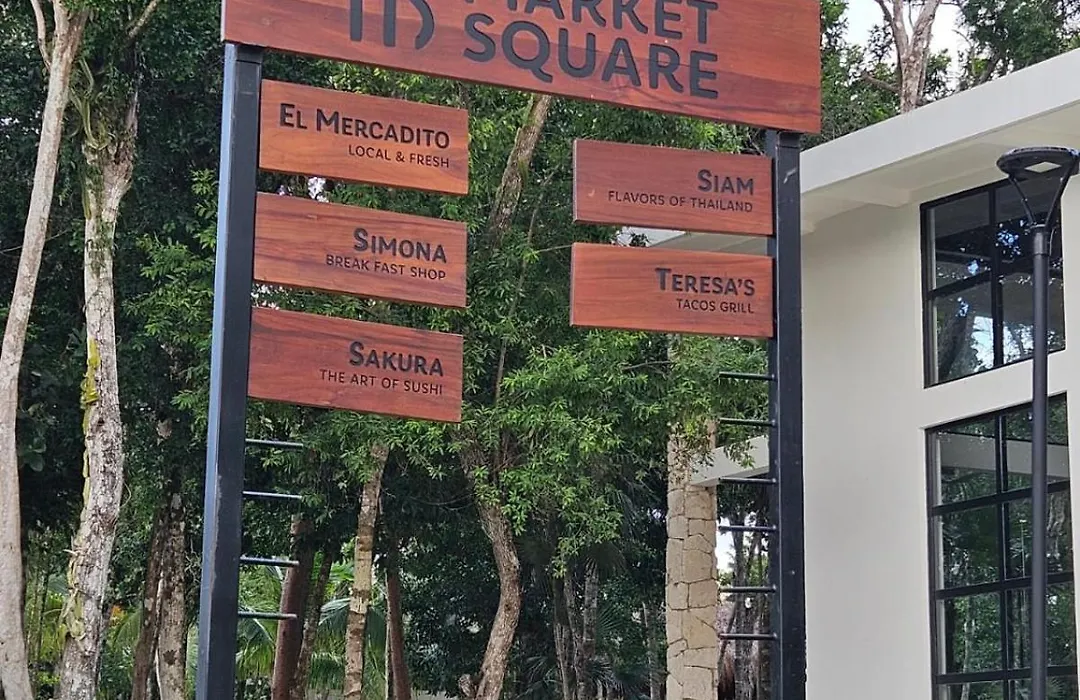 MARKET
SQUARE
EL MERCADITO
LOCAL & FRESH
SIMONA
BREAK FAST SHOP
SAKURA
THE ART OF SUSHI
SIAM
FLAVORS OF THAILAND
TERESA'S
TACOS GRILL